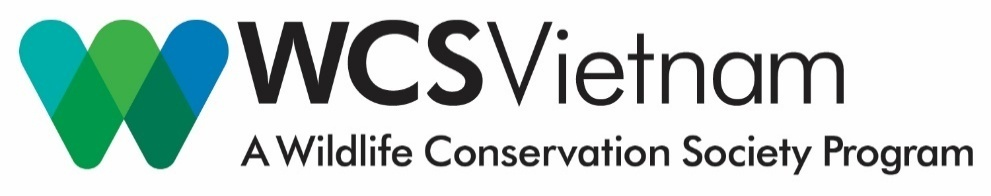 WCSVietnam
A Wildlife Conservation Society Program